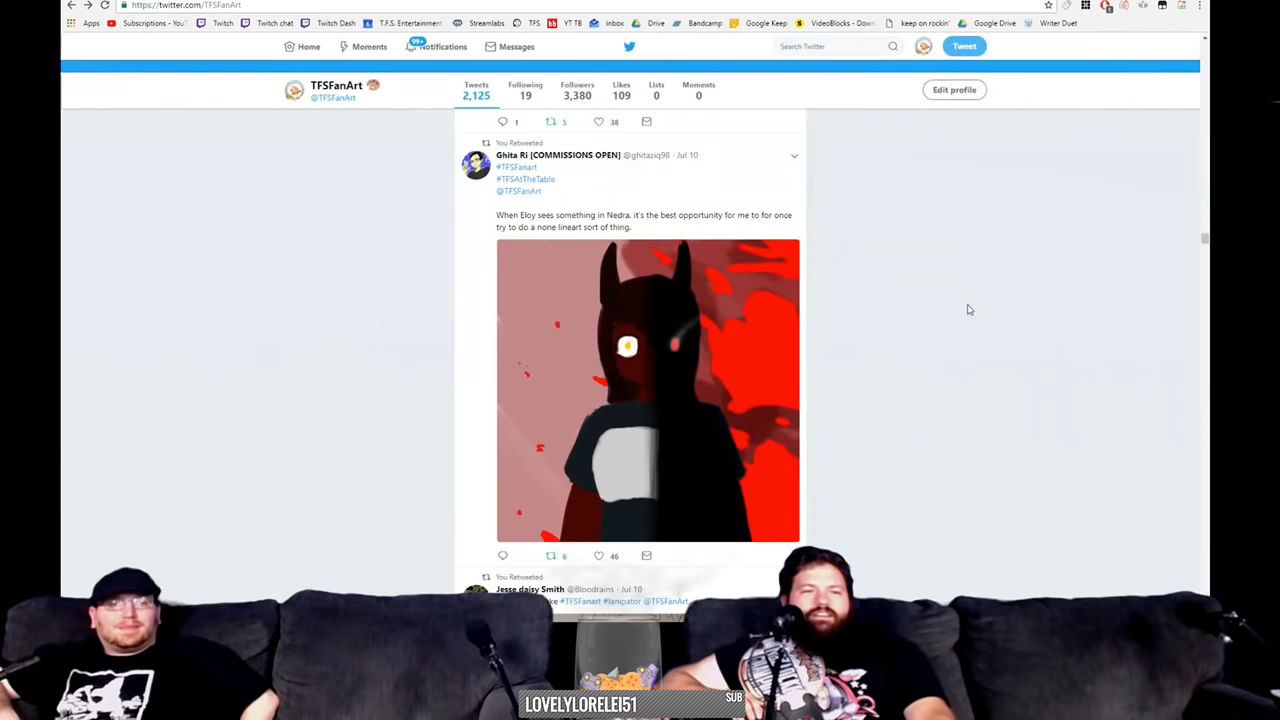 https://twitter.com/TFSFanArt
Apps Subscriptions - You Twitch Twitch chat Twitch Dash T.F.S. Entertainment Streamlabs TFS YT TB inbox Drive Bandcamp Google Keep VideoBlocks - Down keep on rockin' Google Drive Writer Duet
Home Moments 99+ Notifications Messages Search Twitter Tweet
TFSFanArt
@TFSFanArt
Tweets Following Followers Likes Lists Moments
2,125 19 3,380 109 0 0
Edit profile
1 5 38
You Retweeted
Ghita Ri [COMMISSIONS OPEN] @ghitaziq98 · Jul 10
#TFSFanart
#TFSAtTheTable
@TFSFanArt
When Eloy sees something in Nedra, it's the best opportunity for me to for once
try to do a none lineart sort of thing.
6 46
You Retweeted
Jesse daisy Smith @Bloodrains · Jul 10
#TFSFanart #lanipator @TFSFanArt
LOVELYLORELEI51 SUB